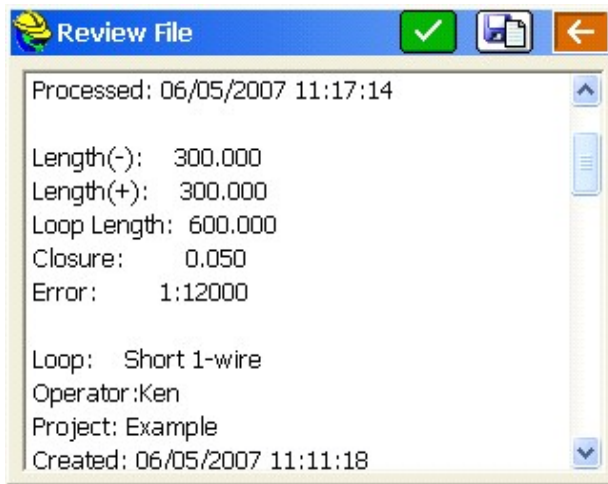 Review File
Processed: 06/05/2007 11:17:14
Length(-): 300.000
Length(+): 300.000
Loop Length: 600.000
Closure: 0.050
Error: 1:12000
Loop: Short 1-wire
Operator:Ken
Project: Example
Created: 06/05/2007 11:11:18